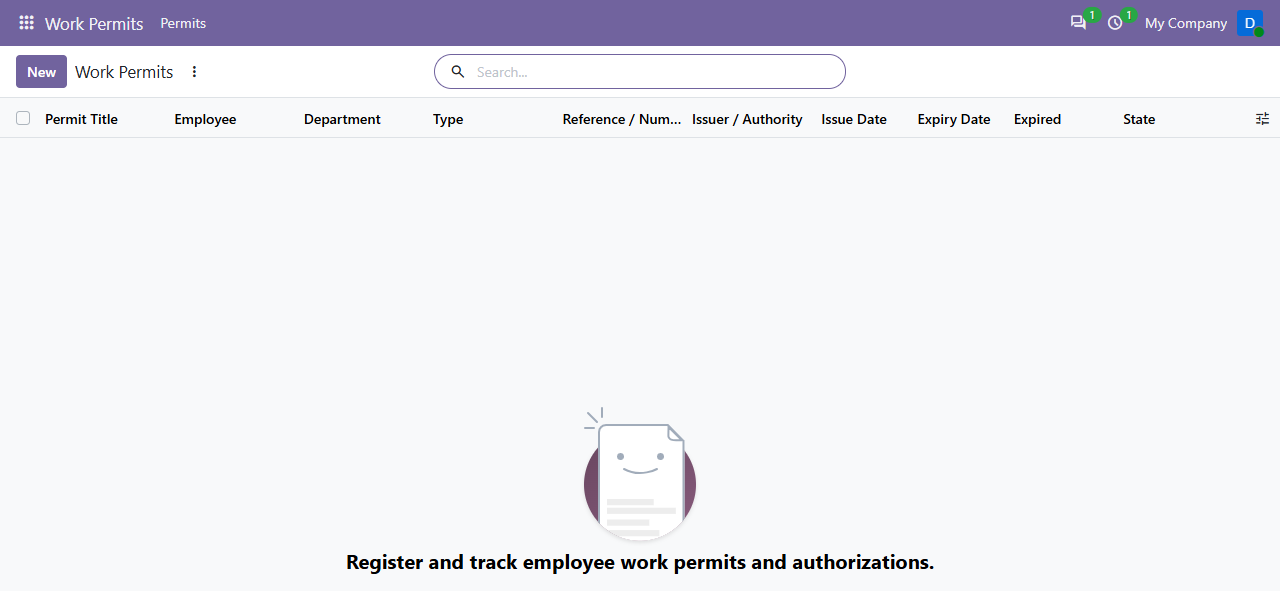 Work Permits Permits 1 1 My Company D
New Work Permits Search...
Permit Title Employee Department Type Reference / Num... Issuer / Authority Issue Date Expiry Date Expired State
Register and track employee work permits and authorizations.